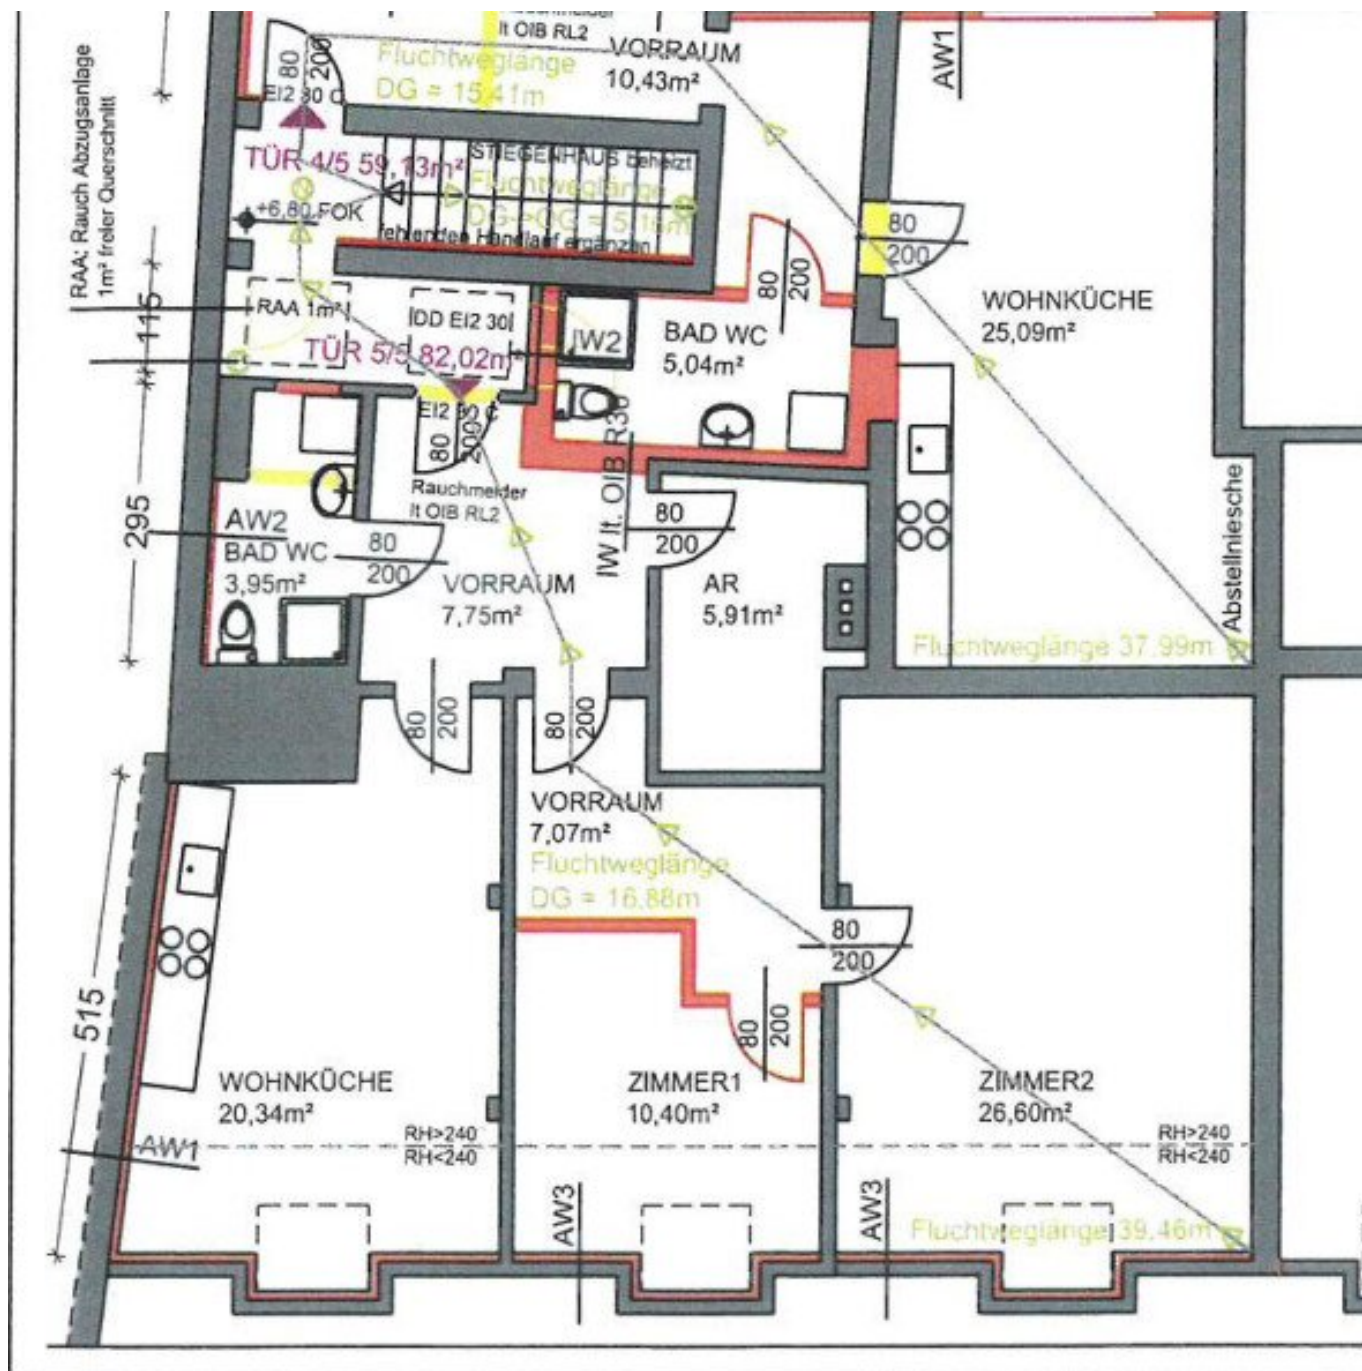 lt OIB RL2
VORRAUM
10,43m²
Fluchtweglänge
DG = 15,41m
80
200
EI2 30 C
AW1
RAA; Rauch Abzugsanlage
1m² freier Querschnitt
TÜR 4/5 59,13m²
STIEGENHAUS beheizt
Fluchtweglänge
DG->OG = 5,16m
fehlenden Handlauf ergänzen
+6,80 FOK
80
200
80
200
WOHNKÜCHE
25,09m²
115
RAA 1m²
DD EI2 30
IW2
BAD WC
5,04m²
TÜR 5/5 82,02m²
EI2 30 C
80
200
Rauchmelder
lt OIB RL2
IW lt. OIB R30
295
AW2
BAD WC
3,95m²
80
200
80
200
VORRAUM
7,75m²
AR
5,91m²
Abstellniesche
Fluchtweglänge 37,99m
80
200
80
200
VORRAUM
7,07m²
Fluchtweglänge
DG = 16,88m
80
200
515
80
200
WOHNKÜCHE
20,34m²
ZIMMER1
10,40m²
ZIMMER2
26,60m²
AW1
RH>240
RH<240
RH>240
RH<240
AW3
AW3
Fluchtweglänge 39,46m